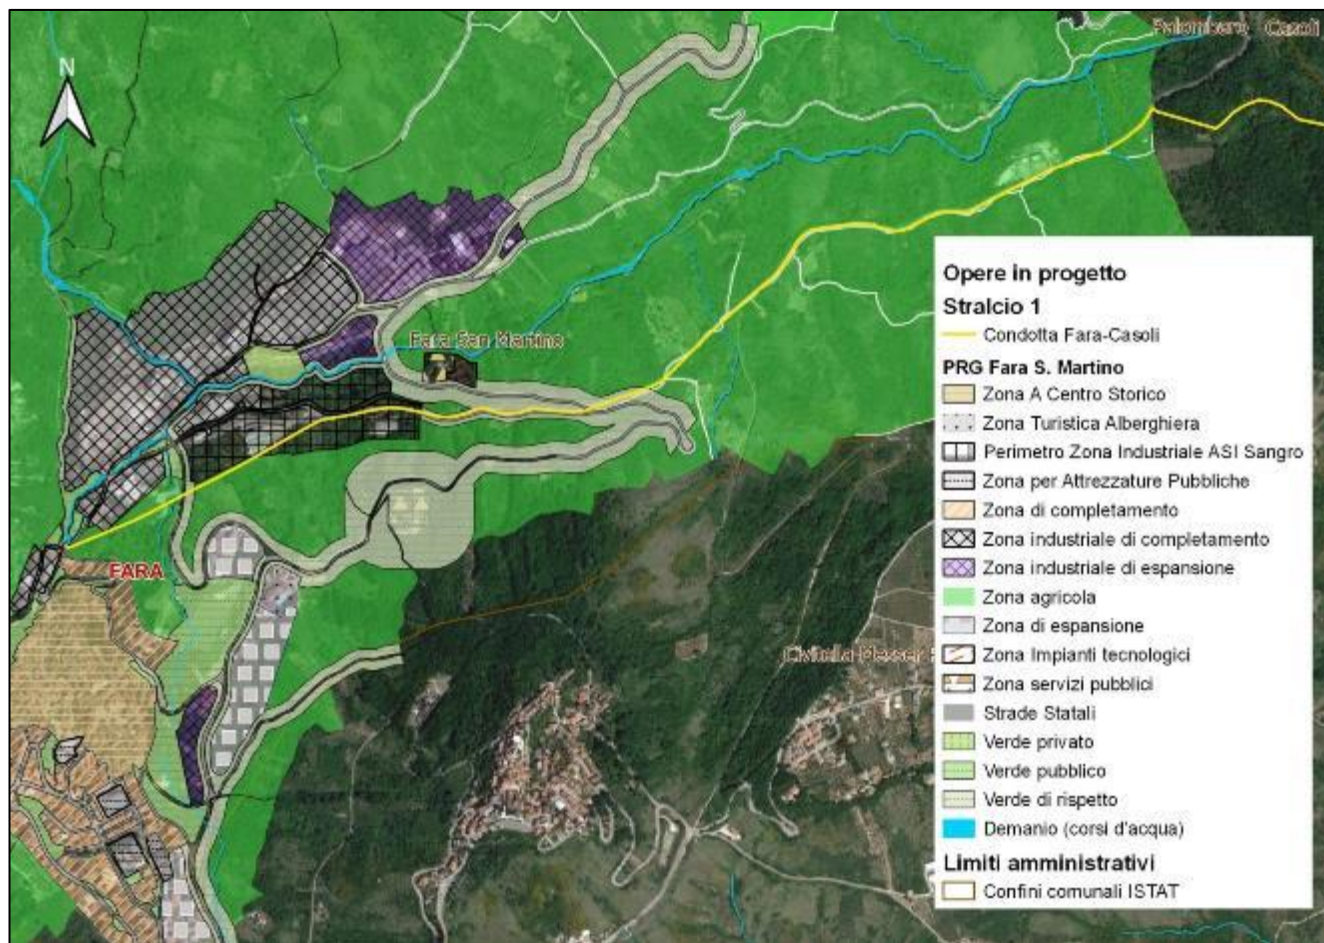 N
Palombaro Casoli
Fara San Martino
FARA
Civitella Messer
Opere in progetto
Stralcio 1
Condotta Fara-Casoli
PRG Fara S. Martino
Zona A Centro Storico
Zona Turistica Alberghiera
Perimetro Zona Industriale ASI Sangro
Zona per Attrezzature Pubbliche
Zona di completamento
Zona industriale di completamento
Zona industriale di espansione
Zona agricola
Zona di espansione
Zona Impianti tecnologici
Zona servizi pubblici
Strade Statali
Verde privato
Verde pubblico
Verde di rispetto
Demanio (corsi d'acqua)
Limiti amministrativi
Confini comunali ISTAT